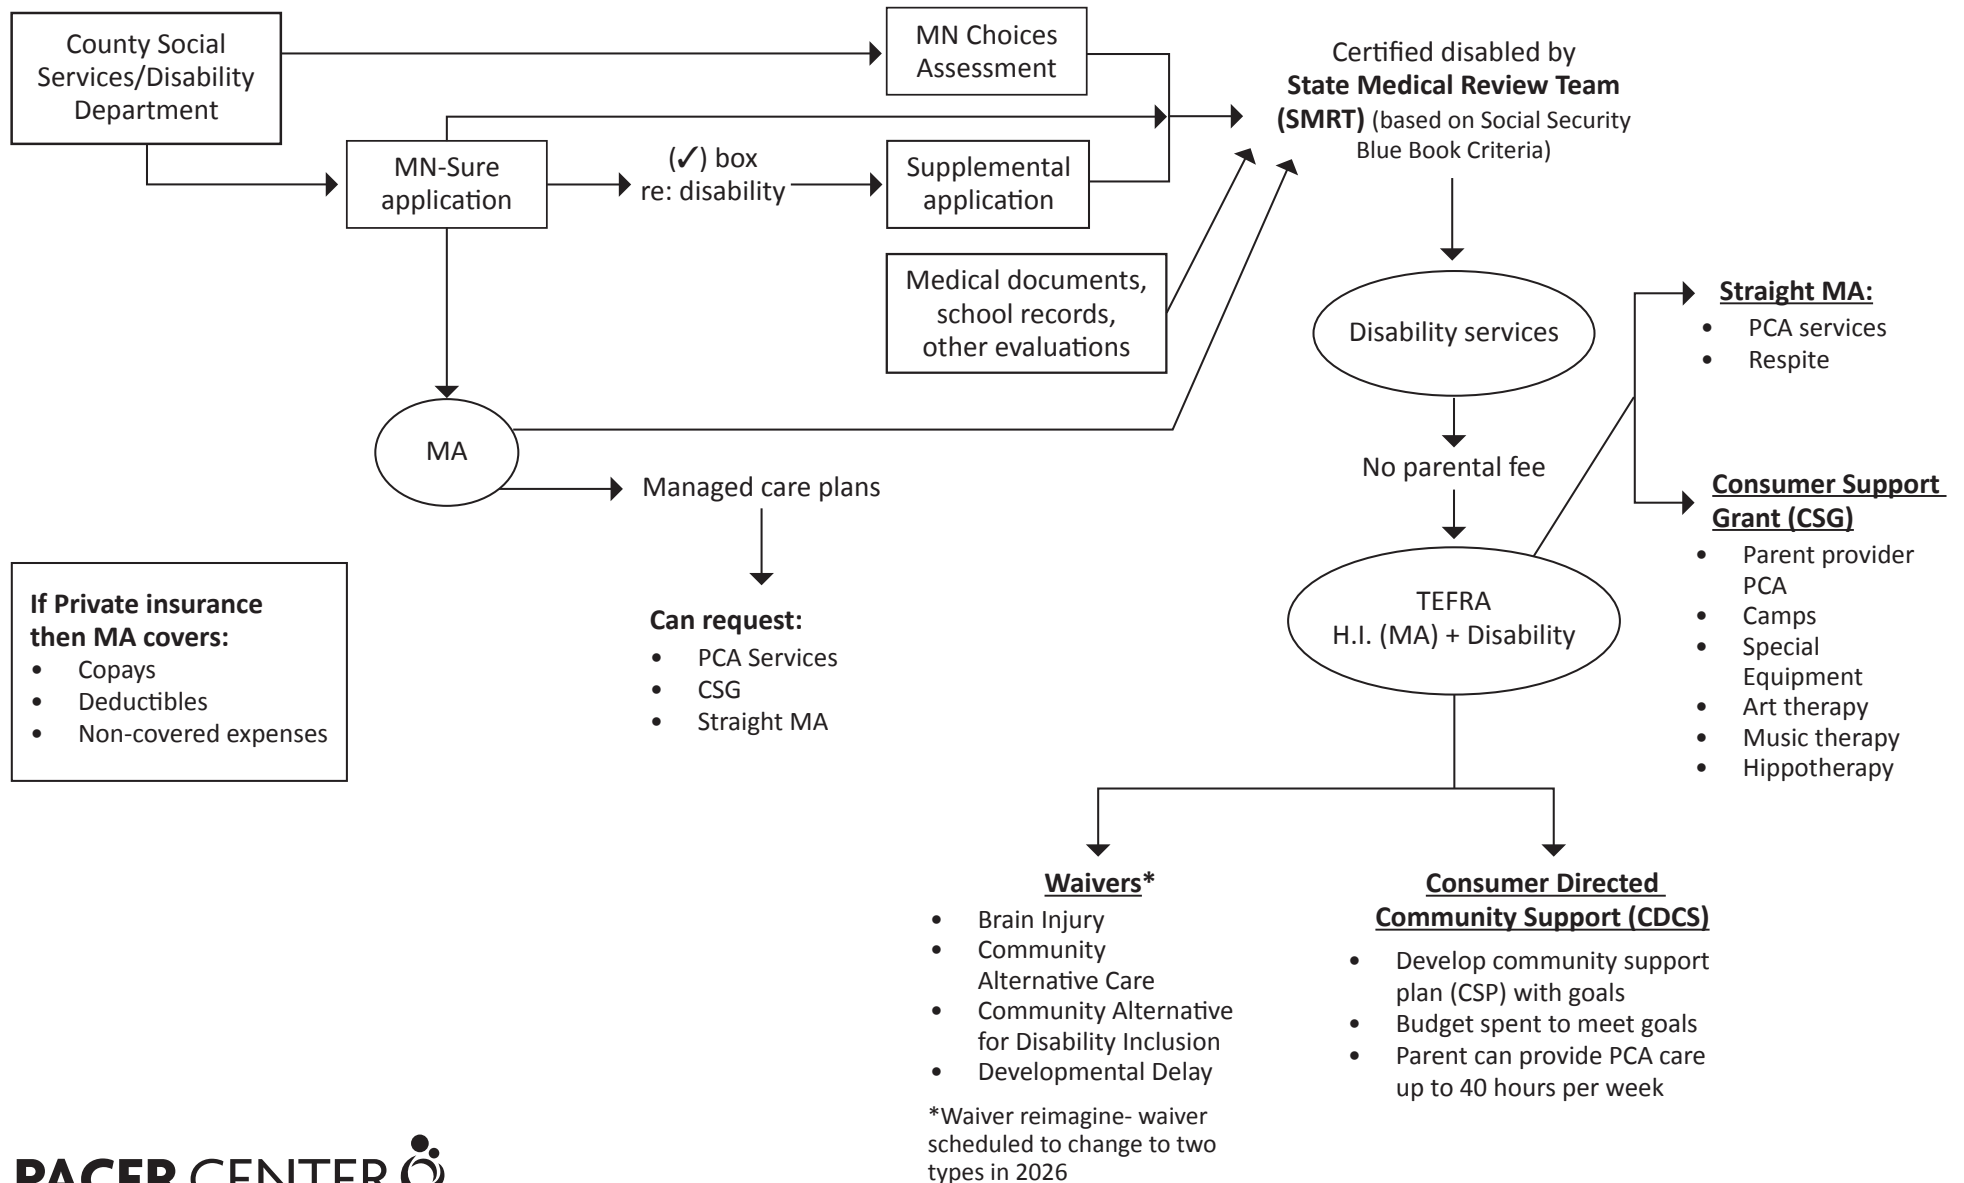 County Social
Services/Disability
Department
MN Choices
Assessment
Certified disabled by
State Medical Review Team
(SMRT) (based on Social Security
Blue Book Criteria)
MN-Sure
application
(✓) box
re: disability
Supplemental
application
Medical documents,
school records,
other evaluations
Disability services
Straight MA:
• PCA services
• Respite
MA
Managed care plans
No parental fee
Consumer Support
Grant (CSG)
• Parent provider
PCA
• Camps
• Special
Equipment
• Art therapy
• Music therapy
• Hippotherapy
If Private insurance
then MA covers:
• Copays
• Deductibles
• Non-covered expenses
Can request:
• PCA Services
• CSG
• Straight MA
TEFRA
H.I. (MA) + Disability
Waivers*
• Brain Injury
• Community
Alternative Care
• Community Alternative
for Disability Inclusion
• Developmental Delay
*Waiver reimagine- waiver
scheduled to change to two
types in 2026
Consumer Directed
Community Support (CDCS)
• Develop community support
plan (CSP) with goals
• Budget spent to meet goals
• Parent can provide PCA care
up to 40 hours per week
PACER CENTER